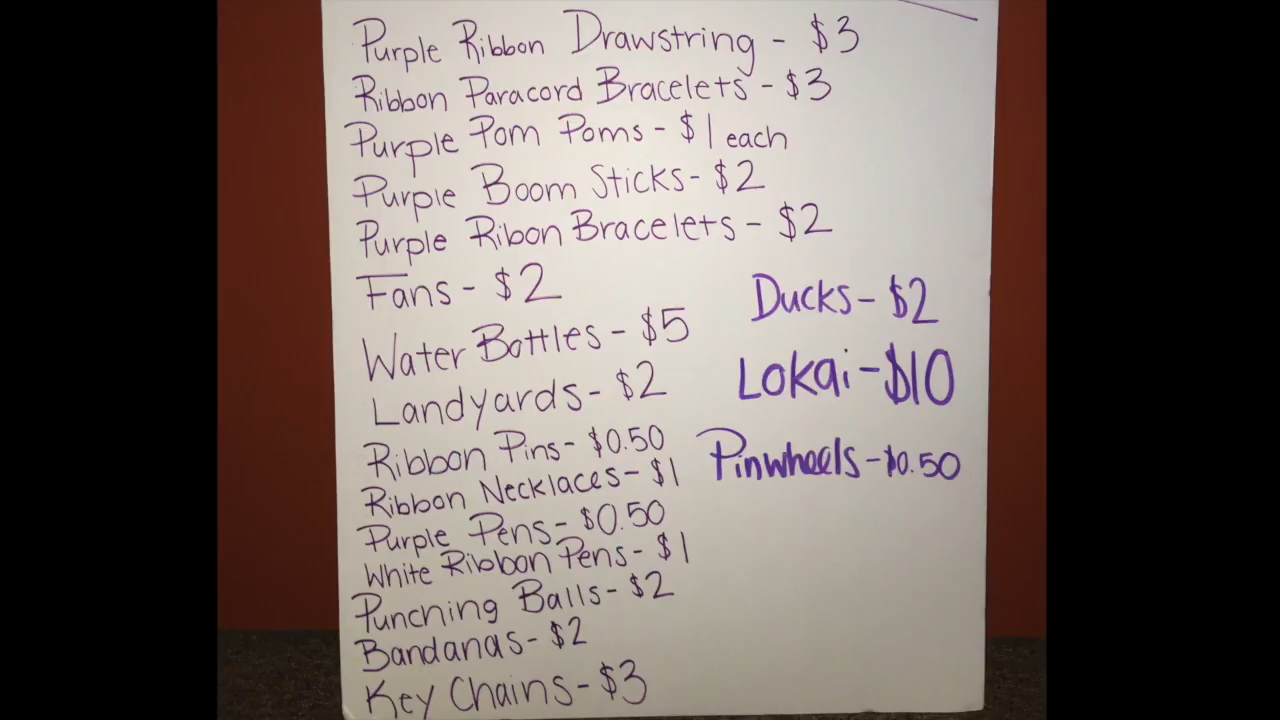 Purple Ribbon Drawstring - $3
Ribbon Paracord Bracelets - $3
Purple Pom Poms - $1 each
Purple Boom Sticks - $2
Purple Ribon Bracelets - $2
Fans - $2
Water Bottles - $5
Landyards - $2
Ribbon Pins - $0.50
Ribbon Necklaces - $1
Purple Pens - $0.50
White Ribbon Pens - $1
Punching Balls - $2
Bandanas - $2
Key Chains - $3
Ducks - $2
Lokai - $10
Pinwheels - $0.50